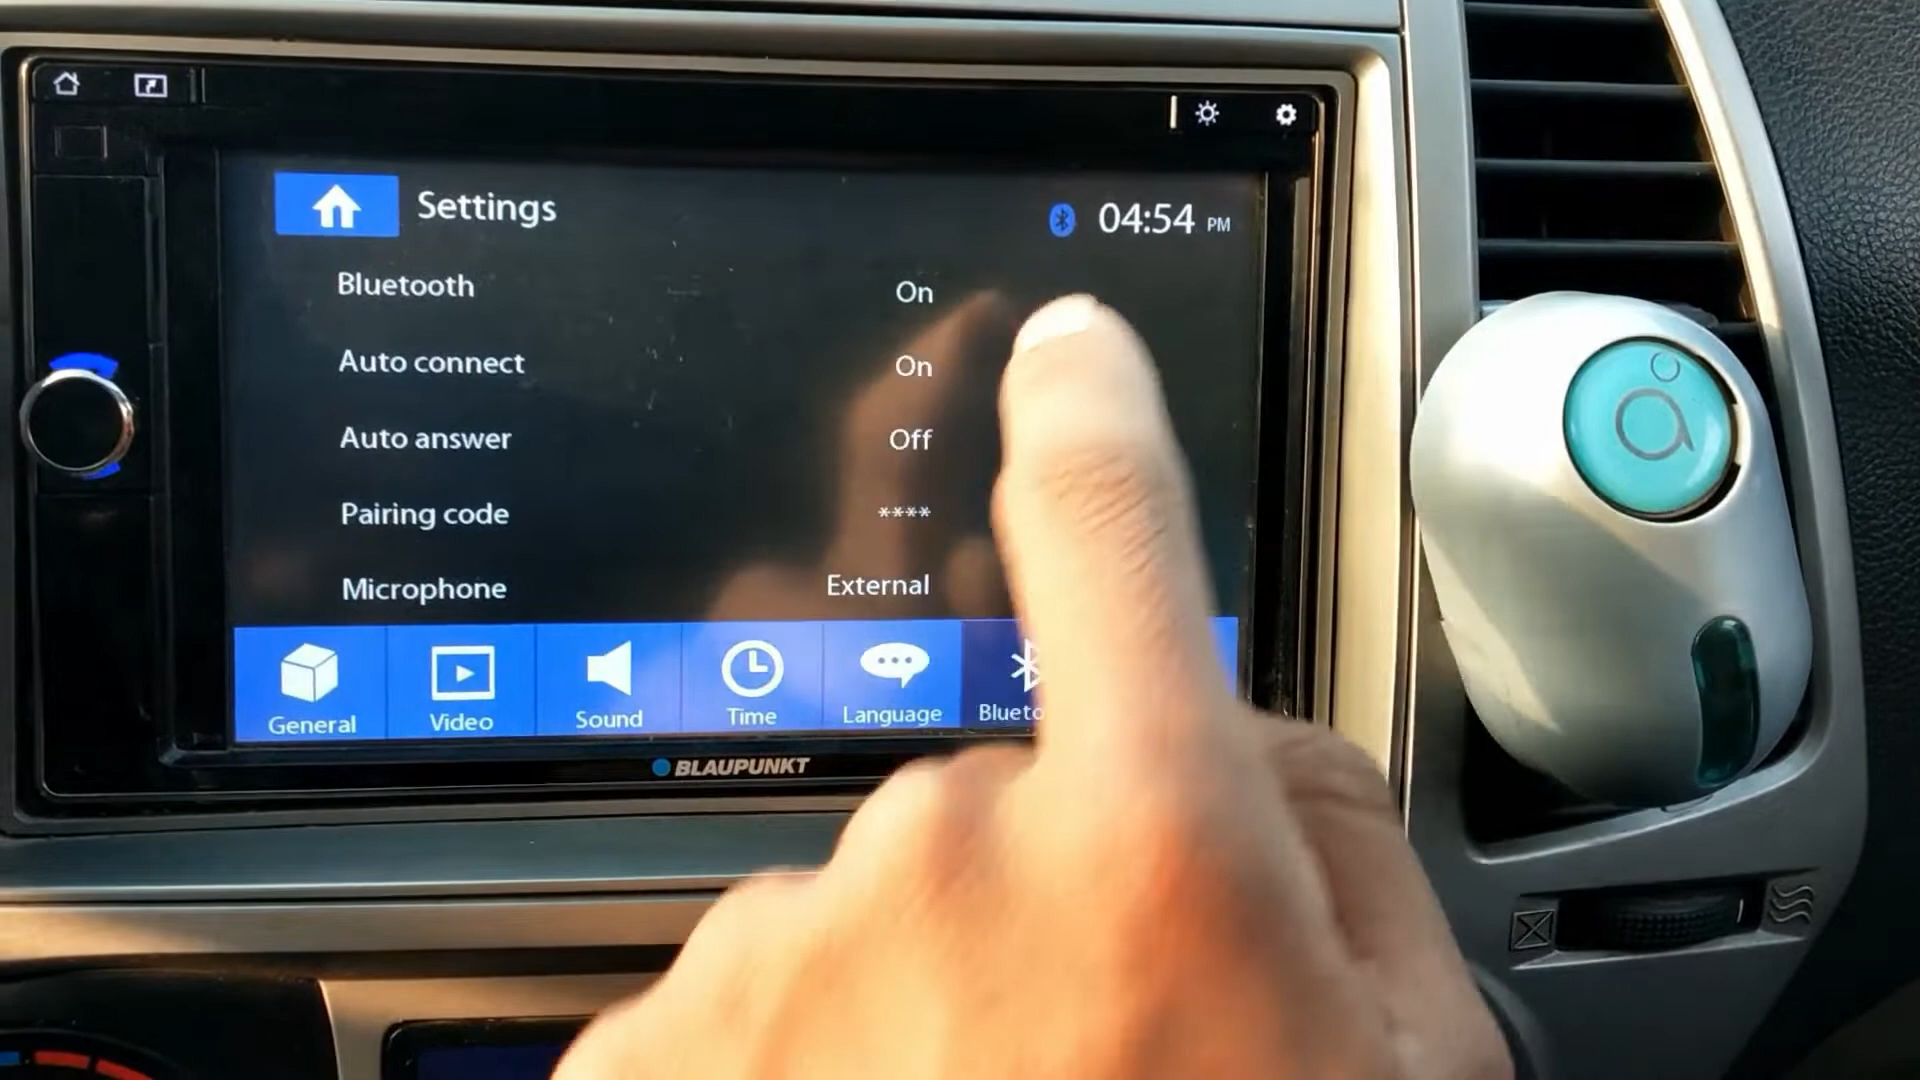 Settings
04:54 PM
Bluetooth On
Auto connect On
Auto answer Off
Pairing code ****
Microphone External
General Video Sound Time Language Blueto
BLAUPUNKT